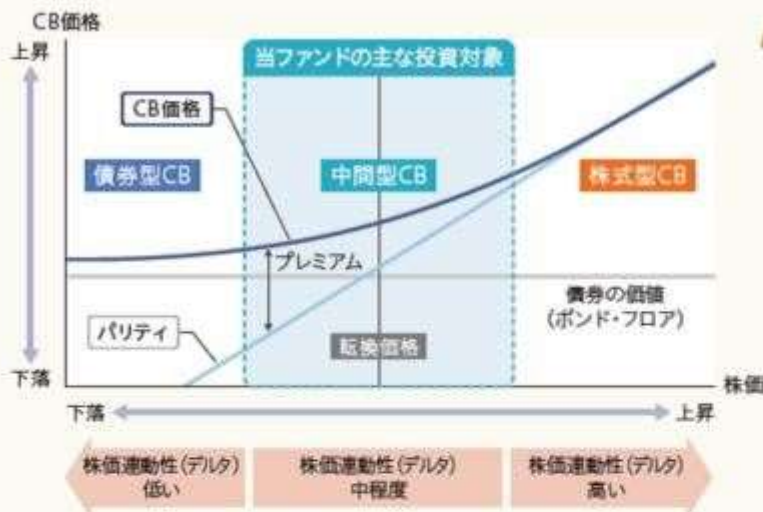 CB価格
上昇
当ファンドの主な投資対象
CB価格
債券型CB
中間型CB
株式型CB
プレミアム
債券の価値
(ボンド・フロア)
パリティ
転換価格
下落
株価
下落
上昇
株価連動性(デルタ)
低い
株価連動性(デルタ)
中程度
株価連動性(デルタ)
高い